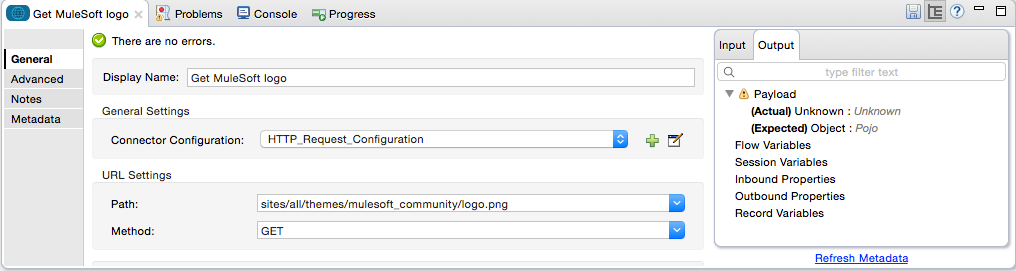 Get MuleSoft logo Problems Console Progress
There are no errors.
General
Advanced
Notes
Metadata
Display Name: Get MuleSoft logo
General Settings
Connector Configuration: HTTP_Request_Configuration
URL Settings
Path: sites/all/themes/mulesoft_community/logo.png
Method: GET
Input Output
type filter text
Payload
(Actual) Unknown : Unknown
(Expected) Object : Pojo
Flow Variables
Session Variables
Inbound Properties
Outbound Properties
Record Variables
Refresh Metadata